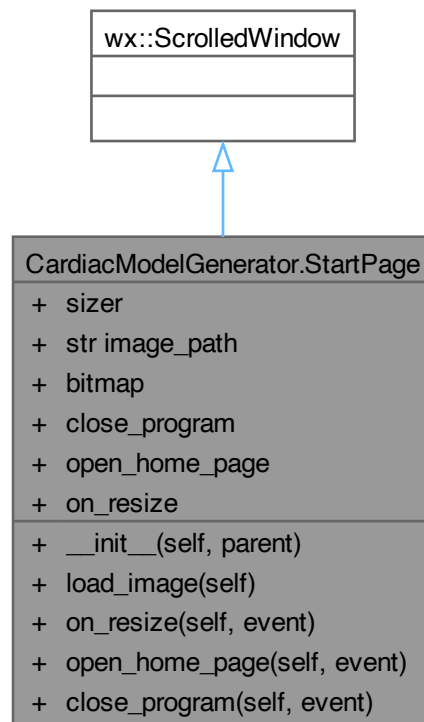 wx::ScrolledWindow
CardiacModelGenerator.StartPage
+ sizer
+ str image_path
+ bitmap
+ close_program
+ open_home_page
+ on_resize
+ __init__(self, parent)
+ load_image(self)
+ on_resize(self, event)
+ open_home_page(self, event)
+ close_program(self, event)